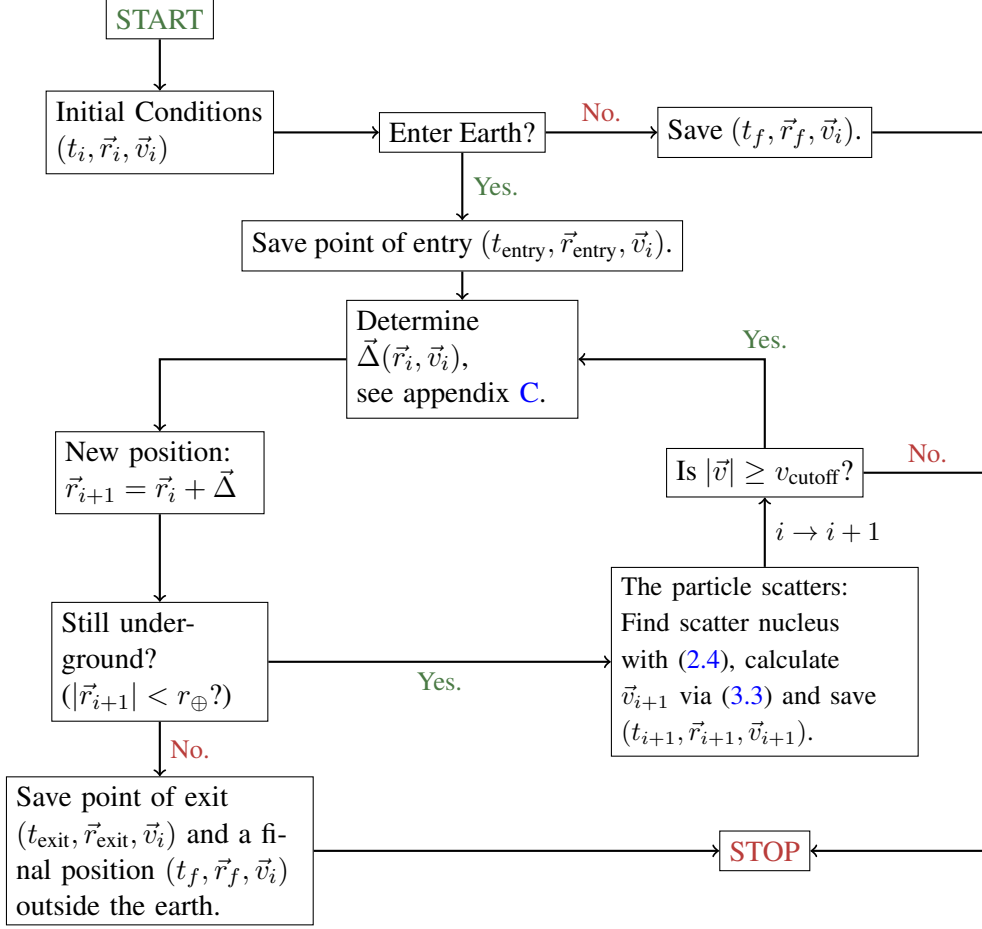 START
Initial Conditions
(t_i, \vec{r}_i, \vec{v}_i)
Enter Earth?
No.
Save (t_f, \vec{r}_f, \vec{v}_i).
Yes.
Save point of entry (t_entry, \vec{r}_entry, \vec{v}_i).
Determine
\vec{Δ}(\vec{r}_i, \vec{v}_i),
see appendix C.
Yes.
New position:
\vec{r}_{i+1} = \vec{r}_i + \vec{Δ}
Is |\vec{v}| ≥ v_cutoff?
No.
i → i + 1
Still under-
ground?
(|\vec{r}_{i+1}| < r_⊕?)
Yes.
The particle scatters:
Find scatter nucleus
with (2.4), calculate
\vec{v}_{i+1} via (3.3) and save
(t_{i+1}, \vec{r}_{i+1}, \vec{v}_{i+1}).
No.
Save point of exit
(t_exit, \vec{r}_exit, \vec{v}_i) and a fi-
nal position (t_f, \vec{r}_f, \vec{v}_i)
outside the earth.
STOP